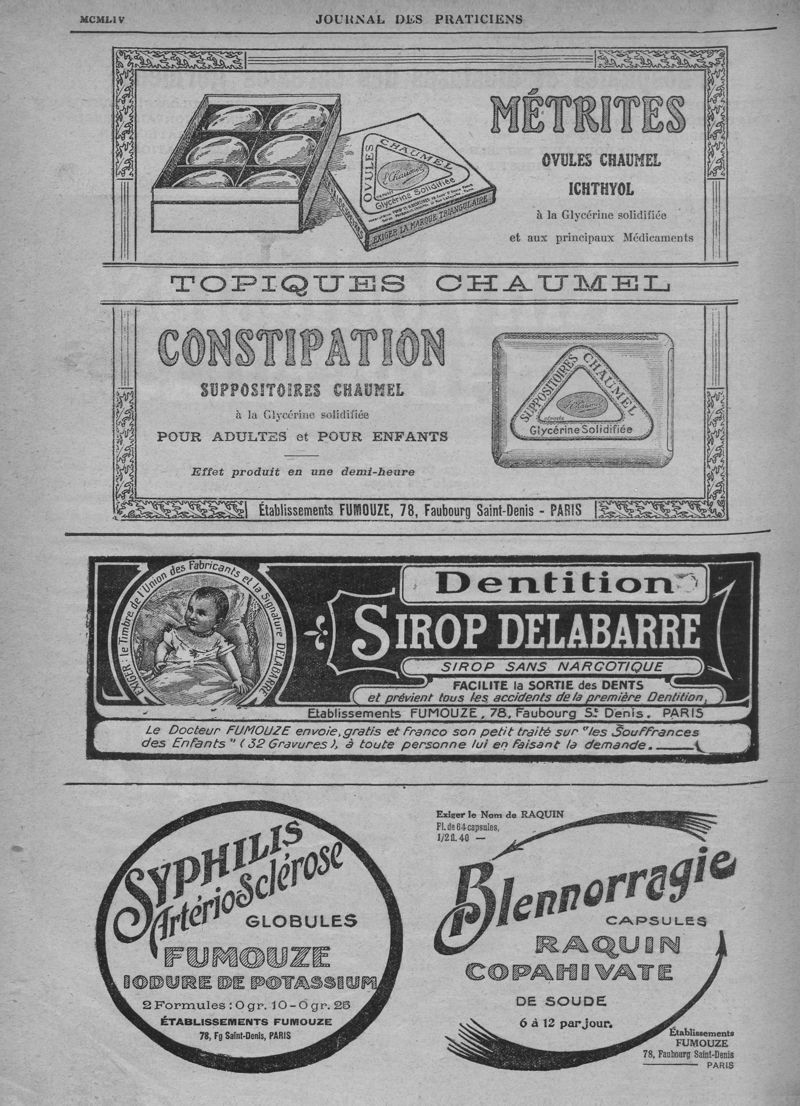 MCMLIV
JOURNAL DES PRATICIENS
MÉTRITES
OVULES CHAUMEL
ICHTHYOL
à la Glycérine solidifiée
et aux principaux Médicaments
OVULES CHAUMEL
Glycérine Solidifiée
EXIGER LA MARQUE TRIANGULAIRE
TOPIQUES CHAUMEL
CONSTIPATION
SUPPOSITOIRES CHAUMEL
à la Glycérine solidifiée
POUR ADULTES et POUR ENFANTS
Effet produit en une demi-heure
SUPPOSITOIRES CHAUMEL
Glycérine Solidifiée
Établissements FUMOUZE, 78, Faubourg Saint-Denis - PARIS
EXIGER: le Timbre de l'Union des Fabricants et la Signature DELABARRE
Dentition
SIROP DELABARRE
SIROP SANS NARCOTIQUE
FACILITE la SORTIE des DENTS
et prévient tous les accidents de la première Dentition,
Etablissements FUMOUZE, 78, Faubourg St Denis. PARIS
Le Docteur FUMOUZE envoie, gratis et franco son petit traité sur "les Souffrances
des Enfants" (32 Gravures), à toute personne lui en faisant la demande.
SYPHILIS
ArtérioSclérose
GLOBULES
FUMOUZE
IODURE DE POTASSIUM
2 Formules : 0 gr. 10 - 0 gr. 25
ÉTABLISSEMENTS FUMOUZE
78, Fg Saint-Denis, PARIS
Exiger le Nom de RAQUIN
Fl. de 64 capsules,
1/2 fl. 40 —
Blennorragie
CAPSULES
RAQUIN
COPAHIVATE
DE SOUDE
6 à 12 par jour.
Établissements
FUMOUZE
78, Faubourg Saint-Denis
PARIS